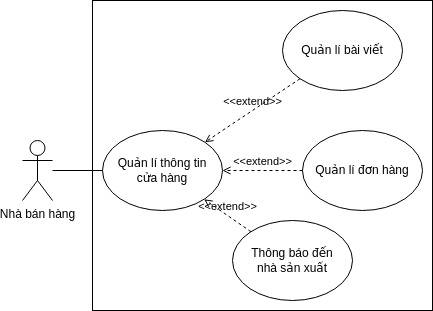 Quản lí bài viết
<<extend>>
Quản lí thông tin
cửa hàng
<<extend>>
Quản lí đơn hàng
Nhà bán hàng
<<extend>>
Thông báo đến
nhà sản xuất